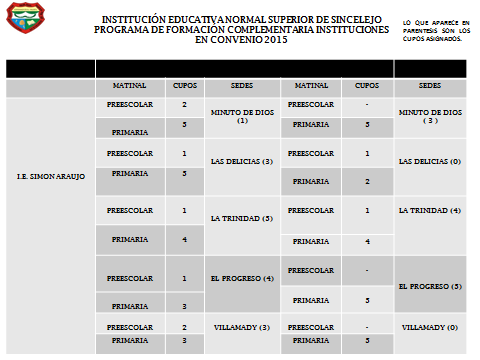 INSTITUCIÓN EDUCATIVA NORMAL SUPERIOR DE SINCELEJO
PROGRAMA DE FORMACIÓN COMPLEMENTARIA INSTITUCIONES
EN CONVENIO 2015
LO QUE APARECE EN
PARENTESIS SON LOS
CUPOS ASIGNADOS.
MATINAL CUPOS SEDES MATINAL CUPOS SEDES
I.E. SIMON ARAUJO
PREESCOLAR 2 MINUTO DE DIOS (1) PREESCOLAR - MINUTO DE DIOS ( 3 )
PRIMARIA 5 PRIMARIA 5
PREESCOLAR 1 LAS DELICIAS (3) PREESCOLAR 1 LAS DELICIAS (0)
PRIMARIA 5 PRIMARIA 2
PREESCOLAR 1 LA TRINIDAD (5) PREESCOLAR 1 LA TRINIDAD (4)
PRIMARIA 4 PRIMARIA 4
PREESCOLAR 1 EL PROGRESO (4) PREESCOLAR - EL PROGRESO (5)
PRIMARIA 3 PRIMARIA 5
PREESCOLAR 2 VILLAMADY (3) PREESCOLAR - VILLAMADY (0)
PRIMARIA 3 PRIMARIA 5